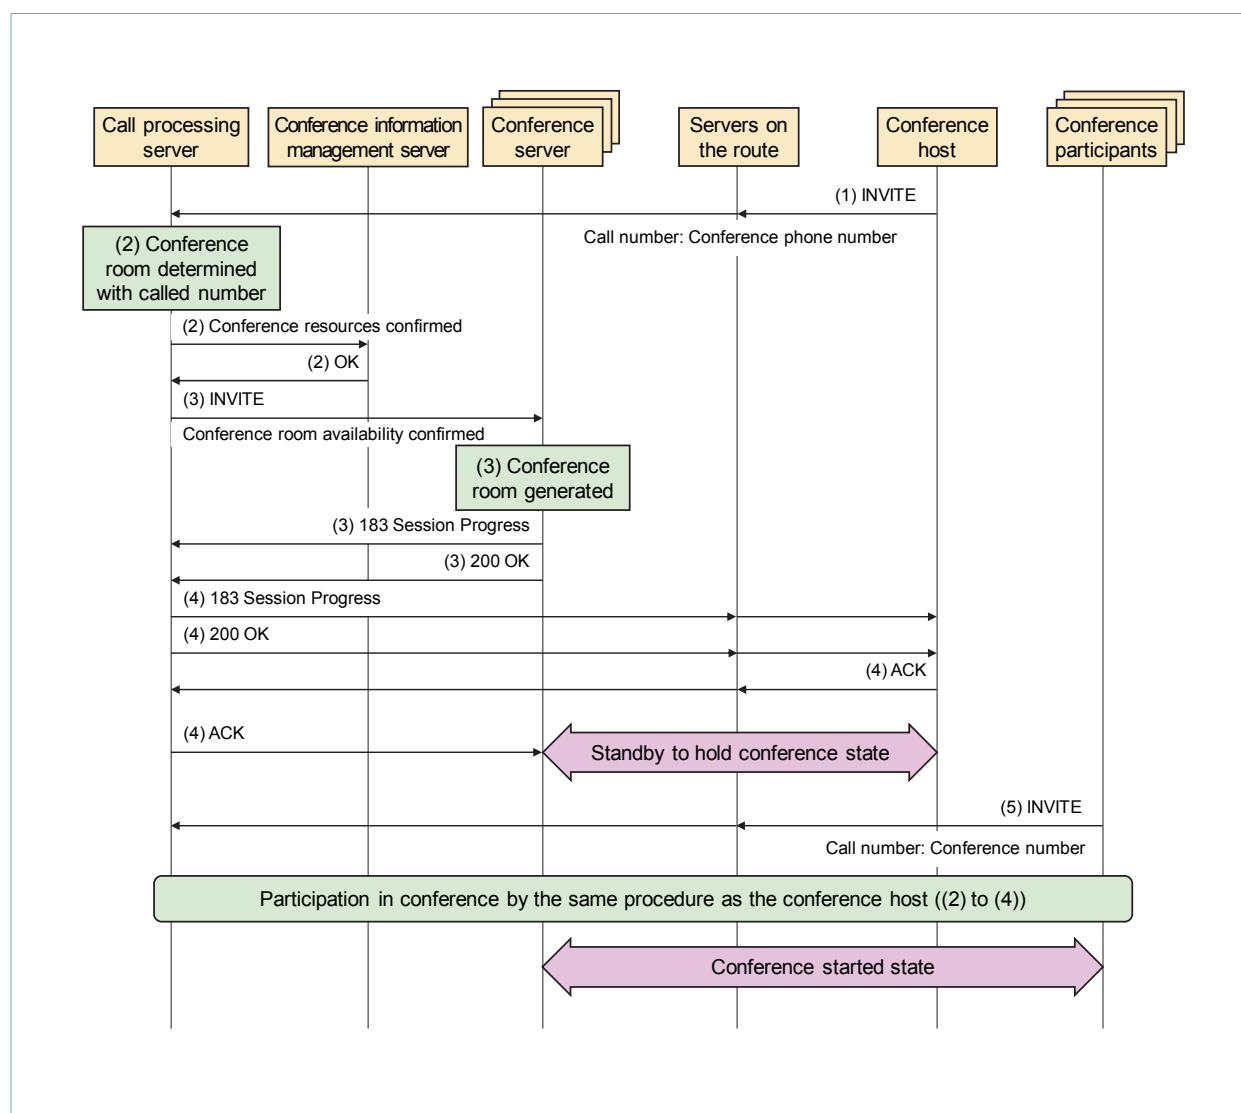 Call processing
server
Conference information
management server
Conference
server
Servers on
the route
Conference
host
Conference
participants
(1) INVITE
Call number: Conference phone number
(2) Conference
room determined
with called number
(2) Conference resources confirmed
(2) OK
(3) INVITE
Conference room availability confirmed
(3) Conference
room generated
(3) 183 Session Progress
(3) 200 OK
(4) 183 Session Progress
(4) 200 OK
(4) ACK
(4) ACK
Standby to hold conference state
(5) INVITE
Call number: Conference number
Participation in conference by the same procedure as the conference host ((2) to (4))
Conference started state